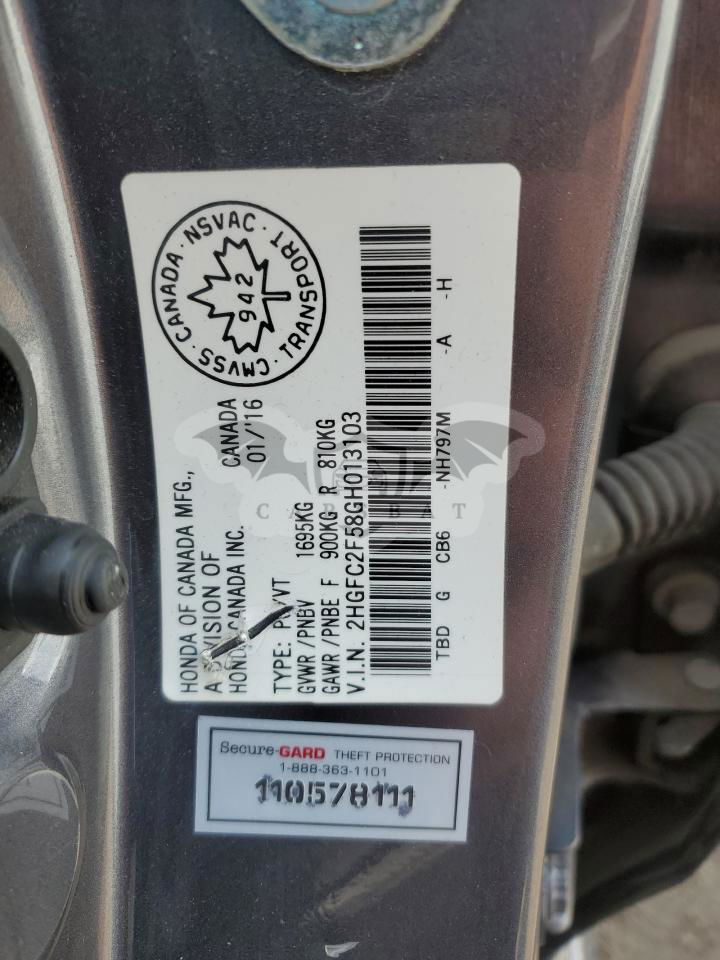 CMVSS · CANADA · NSVAC · TRANSPORT ·
942
HONDA OF CANADA MFG.,
A DIVISION OF
HONDA CANADA INC. CANADA
01/'16
TYPE:
GVWR/PNBV 1695KG
GAWR/PNBE F 900KG R 810KG
V.I.N. 2HGFC2F58GH013103
TBD G CB6 -NH797M -A -H
Secure-GARD THEFT PROTECTION
1-888-363-1101
110578111